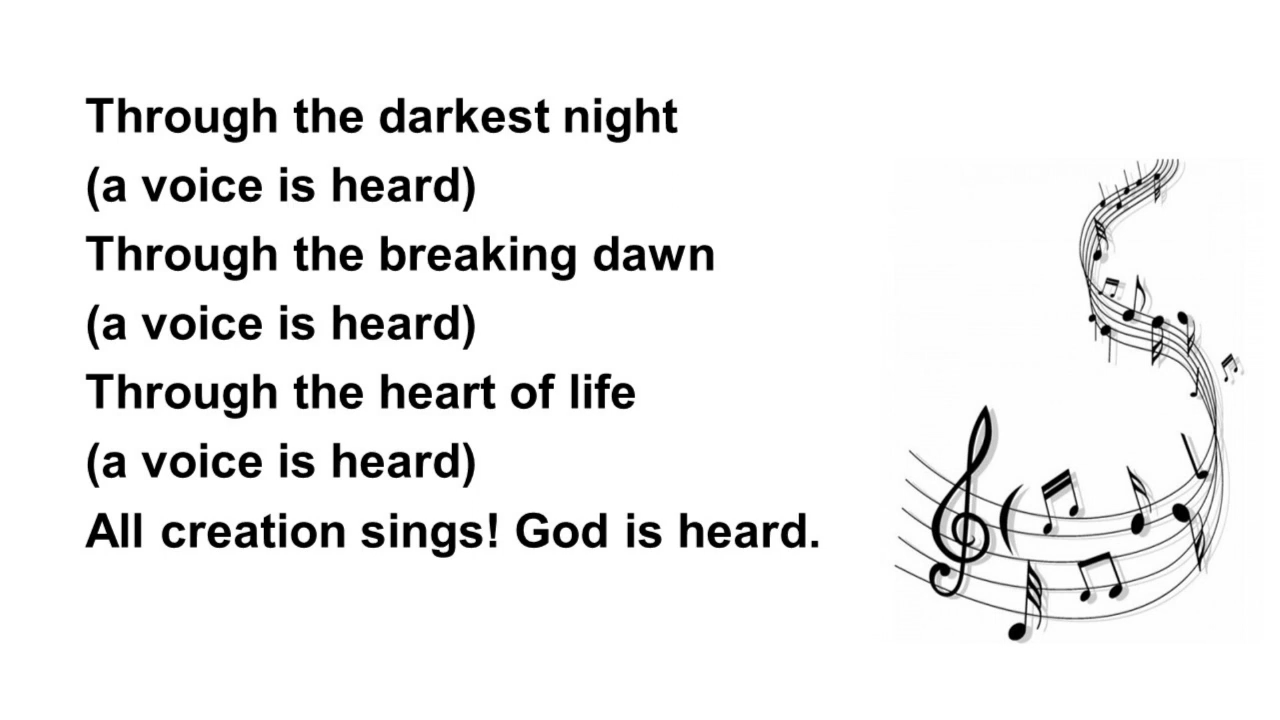 Through the darkest night
(a voice is heard)
Through the breaking dawn
(a voice is heard)
Through the heart of life
(a voice is heard)
All creation sings! God is heard.